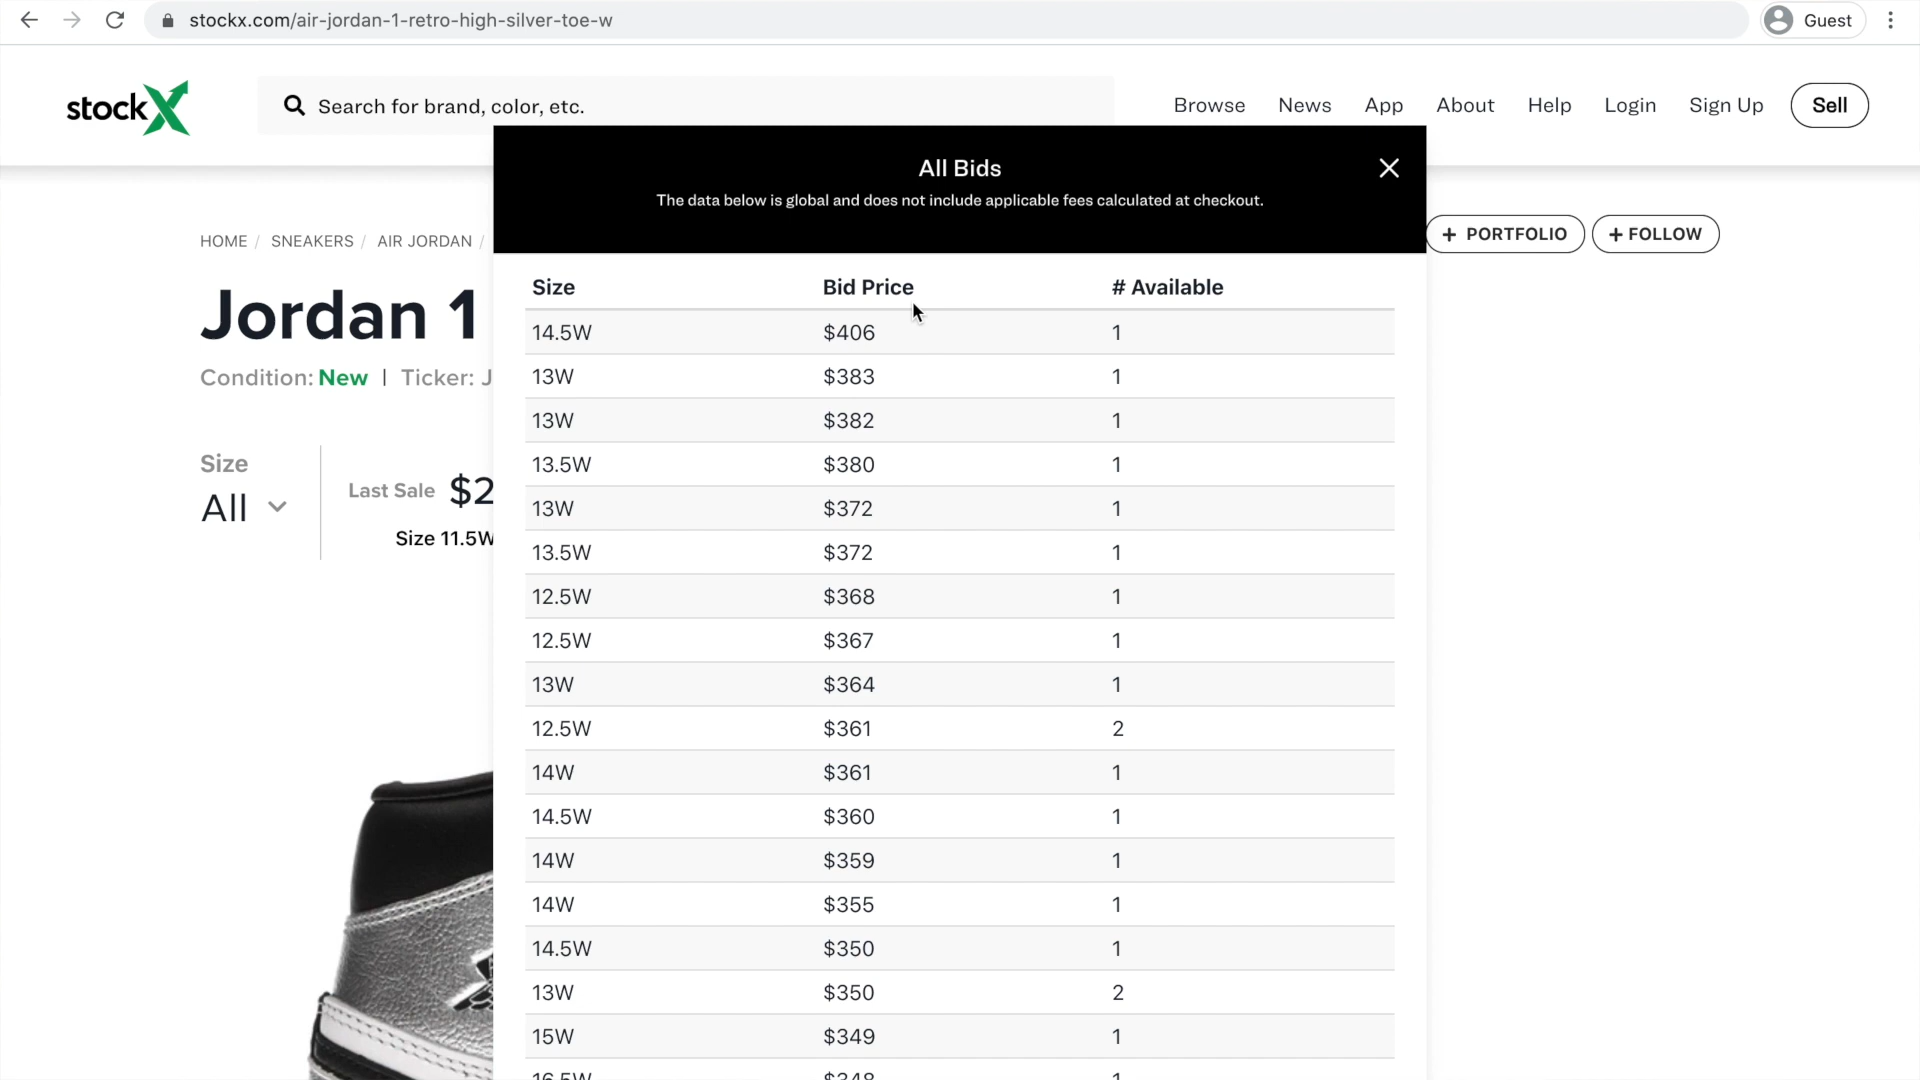 stockx.com/air-jordan-1-retro-high-silver-toe-w
Guest
stockX
Search for brand, color, etc.
Browse News App About Help Login Sign Up Sell
All Bids
The data below is global and does not include applicable fees calculated at checkout.
HOME / SNEAKERS / AIR JORDAN /
+ PORTFOLIO
+ FOLLOW
Jordan 1
Condition: New | Ticker: J
Size
All
Last Sale $2
Size 11.5W
Size Bid Price # Available
14.5W $406 1
13W $383 1
13W $382 1
13.5W $380 1
13W $372 1
13.5W $372 1
12.5W $368 1
12.5W $367 1
13W $364 1
12.5W $361 2
14W $361 1
14.5W $360 1
14W $359 1
14W $355 1
14.5W $350 1
13W $350 2
15W $349 1